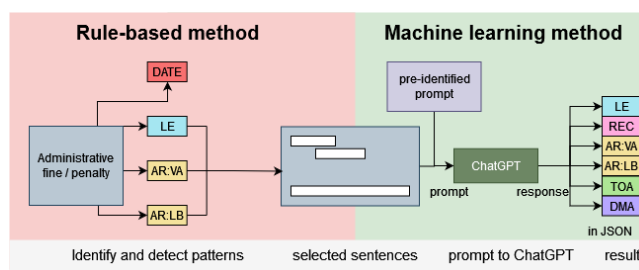 Rule-based method
Machine learning method
DATE
LE
Administrative
fine / penalty
AR:VA
AR:LB
pre-identified
prompt
ChatGPT
prompt
response
LE
REC
AR:VA
AR:LB
TOA
DMA
in JSON
Identify and detect patterns
selected sentences
prompt to ChatGPT
result